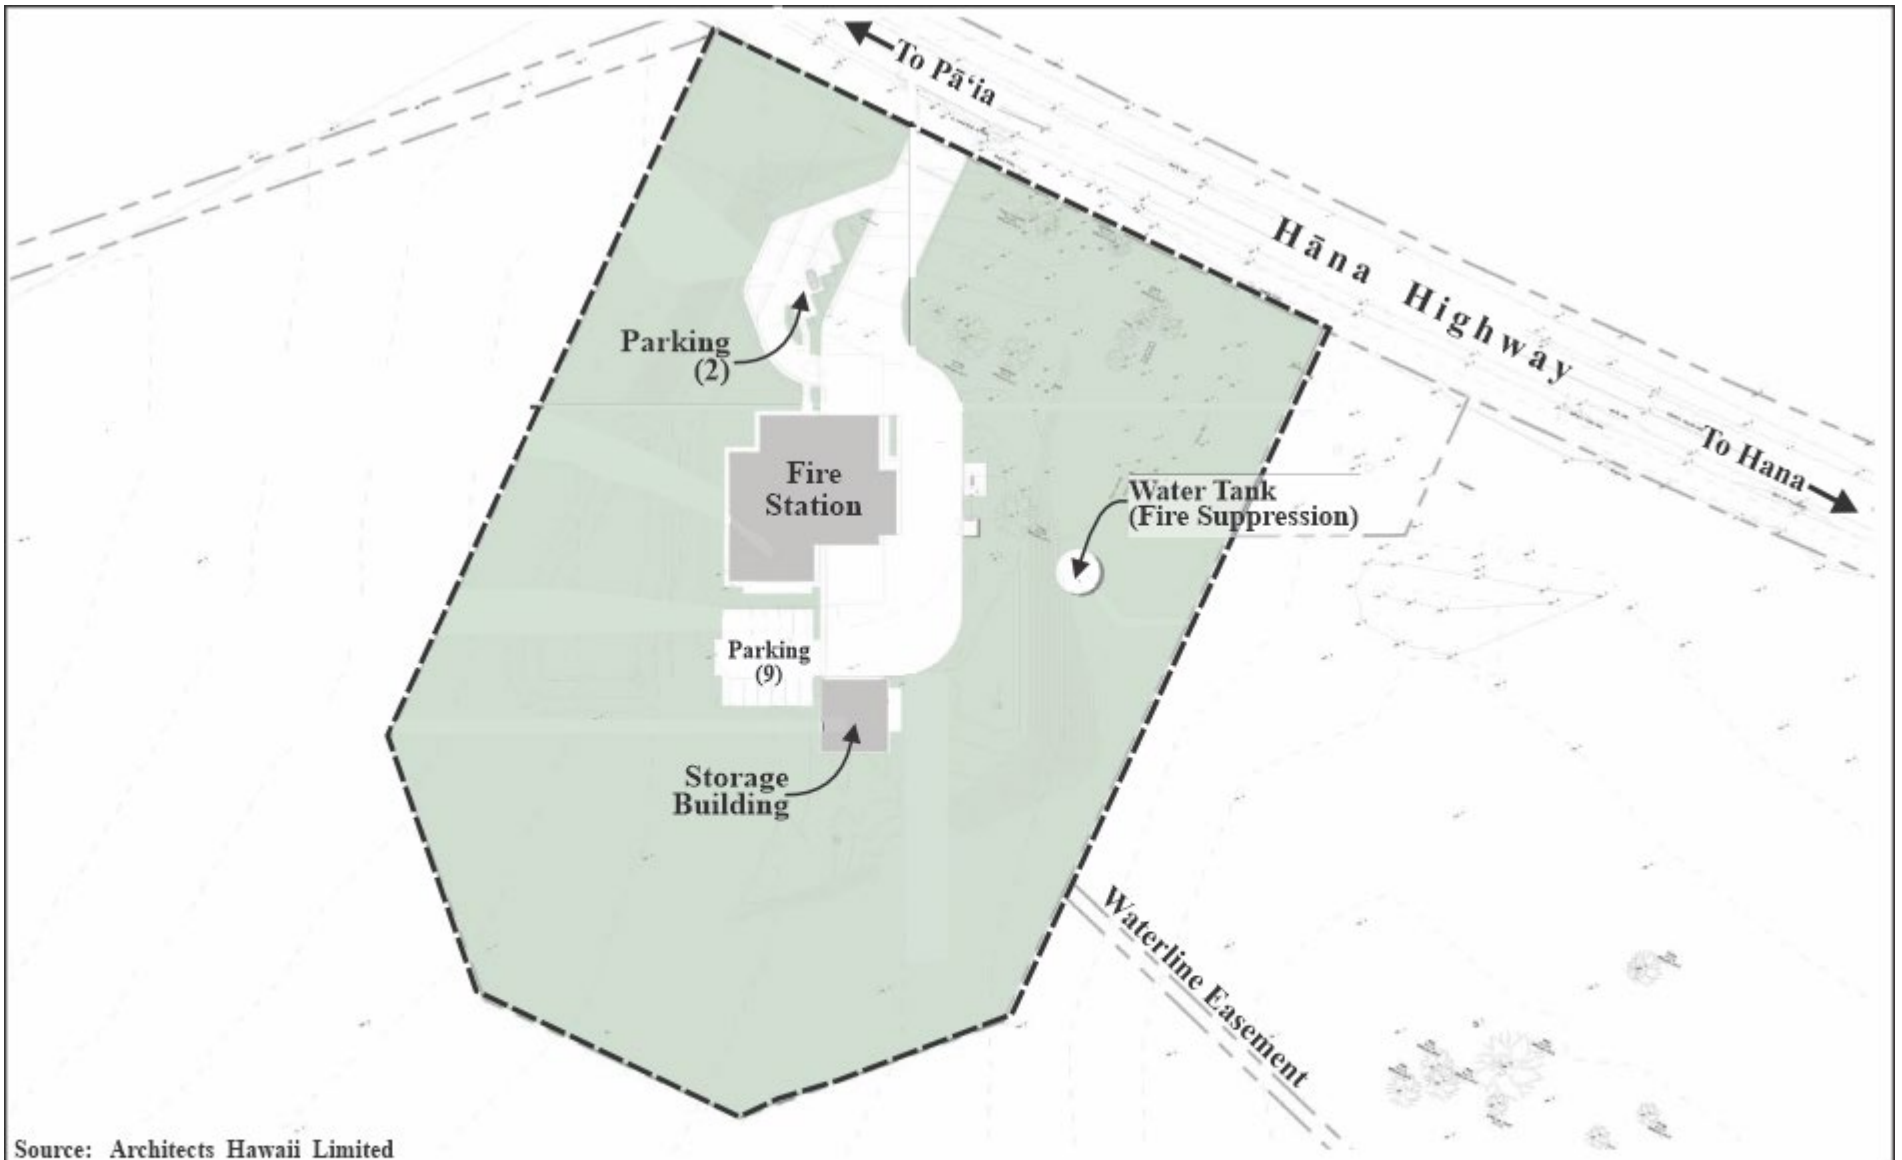 To Pā‘ia
Hāna Highway
To Hana
Parking
(2)
Fire
Station
Water Tank
(Fire Suppression)
Parking
(9)
Storage
Building
Waterline Easement
Source: Architects Hawaii Limited